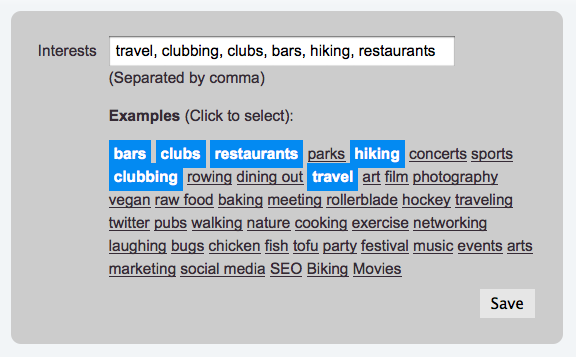 Interests travel, clubbing, clubs, bars, hiking, restaurants
(Separated by comma)
Examples (Click to select):
bars clubs restaurants parks hiking concerts sports
clubbing rowing dining out travel art film photography
vegan raw food baking meeting rollerblade hockey traveling
twitter pubs walking nature cooking exercise networking
laughing bugs chicken fish tofu party festival music events arts
marketing social media SEO Biking Movies
Save